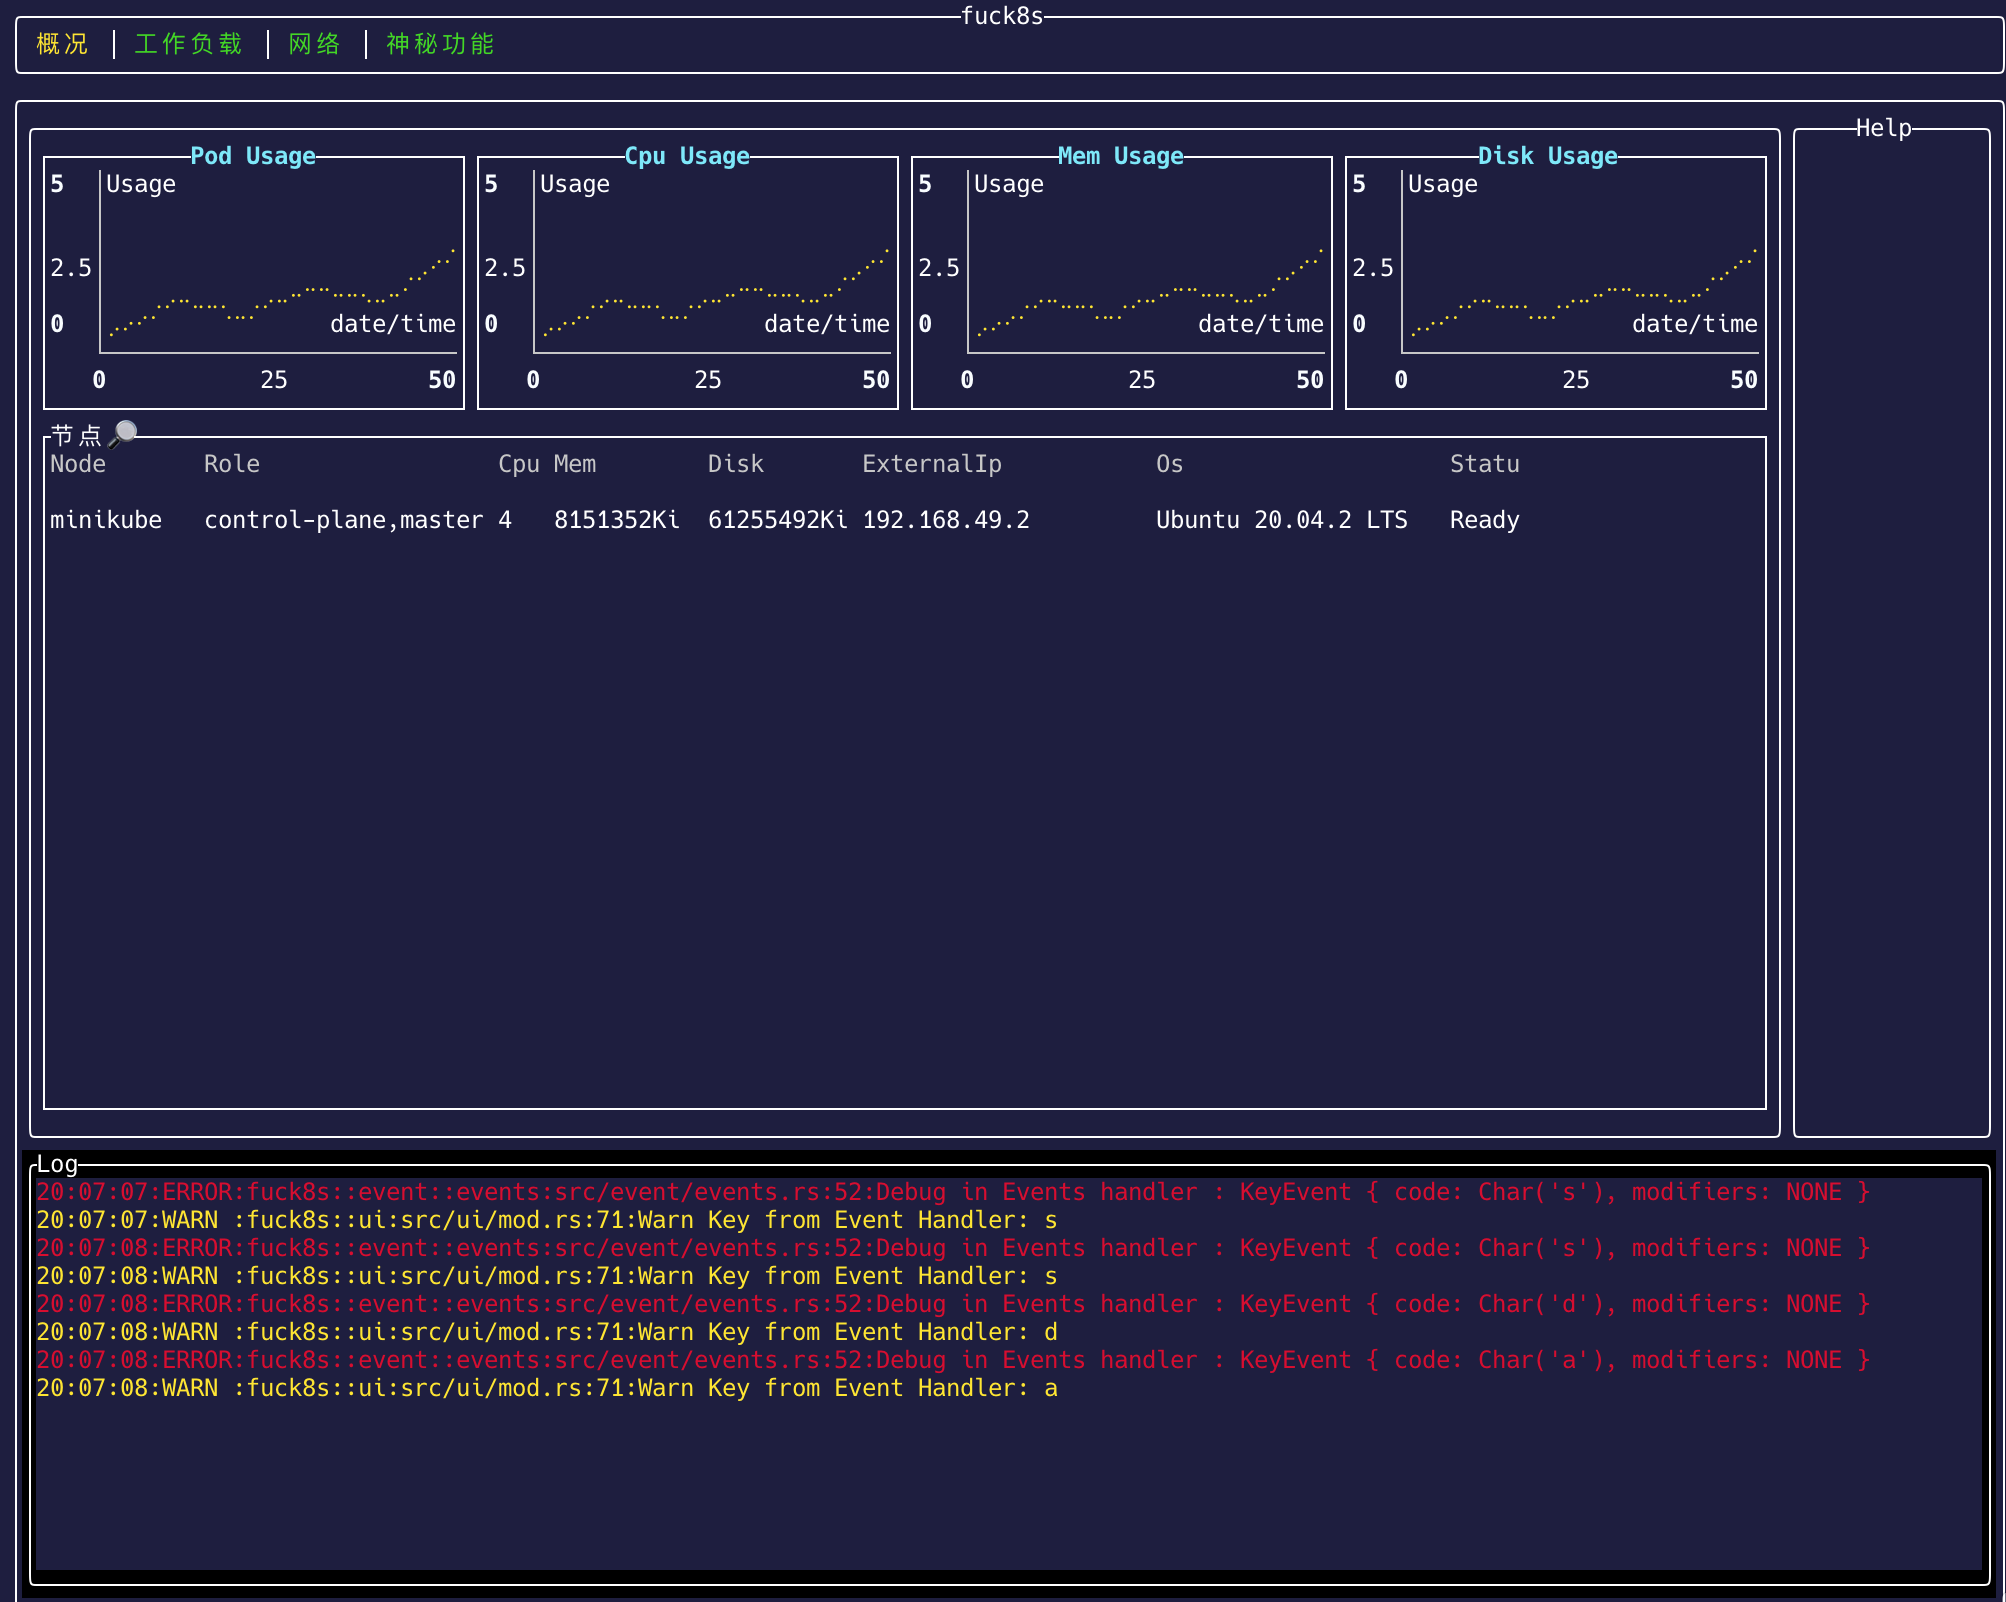 fuck8s
概况 │ 工作负载 │ 网络 │ 神秘功能
Help
Pod Usage
5 Usage
2.5
0 date/time
0 25 50
Cpu Usage
5 Usage
2.5
0 date/time
0 25 50
Mem Usage
5 Usage
2.5
0 date/time
0 25 50
Disk Usage
5 Usage
2.5
0 date/time
0 25 50
节点🔎
Node Role Cpu Mem Disk ExternalIp Os Statu
minikube control-plane,master 4 8151352Ki 61255492Ki 192.168.49.2 Ubuntu 20.04.2 LTS Ready
Log
20:07:07:ERROR:fuck8s::event::events:src/event/events.rs:52:Debug in Events handler : KeyEvent { code: Char('s'), modifiers: NONE }
20:07:07:WARN :fuck8s::ui:src/ui/mod.rs:71:Warn Key from Event Handler: s
20:07:08:ERROR:fuck8s::event::events:src/event/events.rs:52:Debug in Events handler : KeyEvent { code: Char('s'), modifiers: NONE }
20:07:08:WARN :fuck8s::ui:src/ui/mod.rs:71:Warn Key from Event Handler: s
20:07:08:ERROR:fuck8s::event::events:src/event/events.rs:52:Debug in Events handler : KeyEvent { code: Char('d'), modifiers: NONE }
20:07:08:WARN :fuck8s::ui:src/ui/mod.rs:71:Warn Key from Event Handler: d
20:07:08:ERROR:fuck8s::event::events:src/event/events.rs:52:Debug in Events handler : KeyEvent { code: Char('a'), modifiers: NONE }
20:07:08:WARN :fuck8s::ui:src/ui/mod.rs:71:Warn Key from Event Handler: a